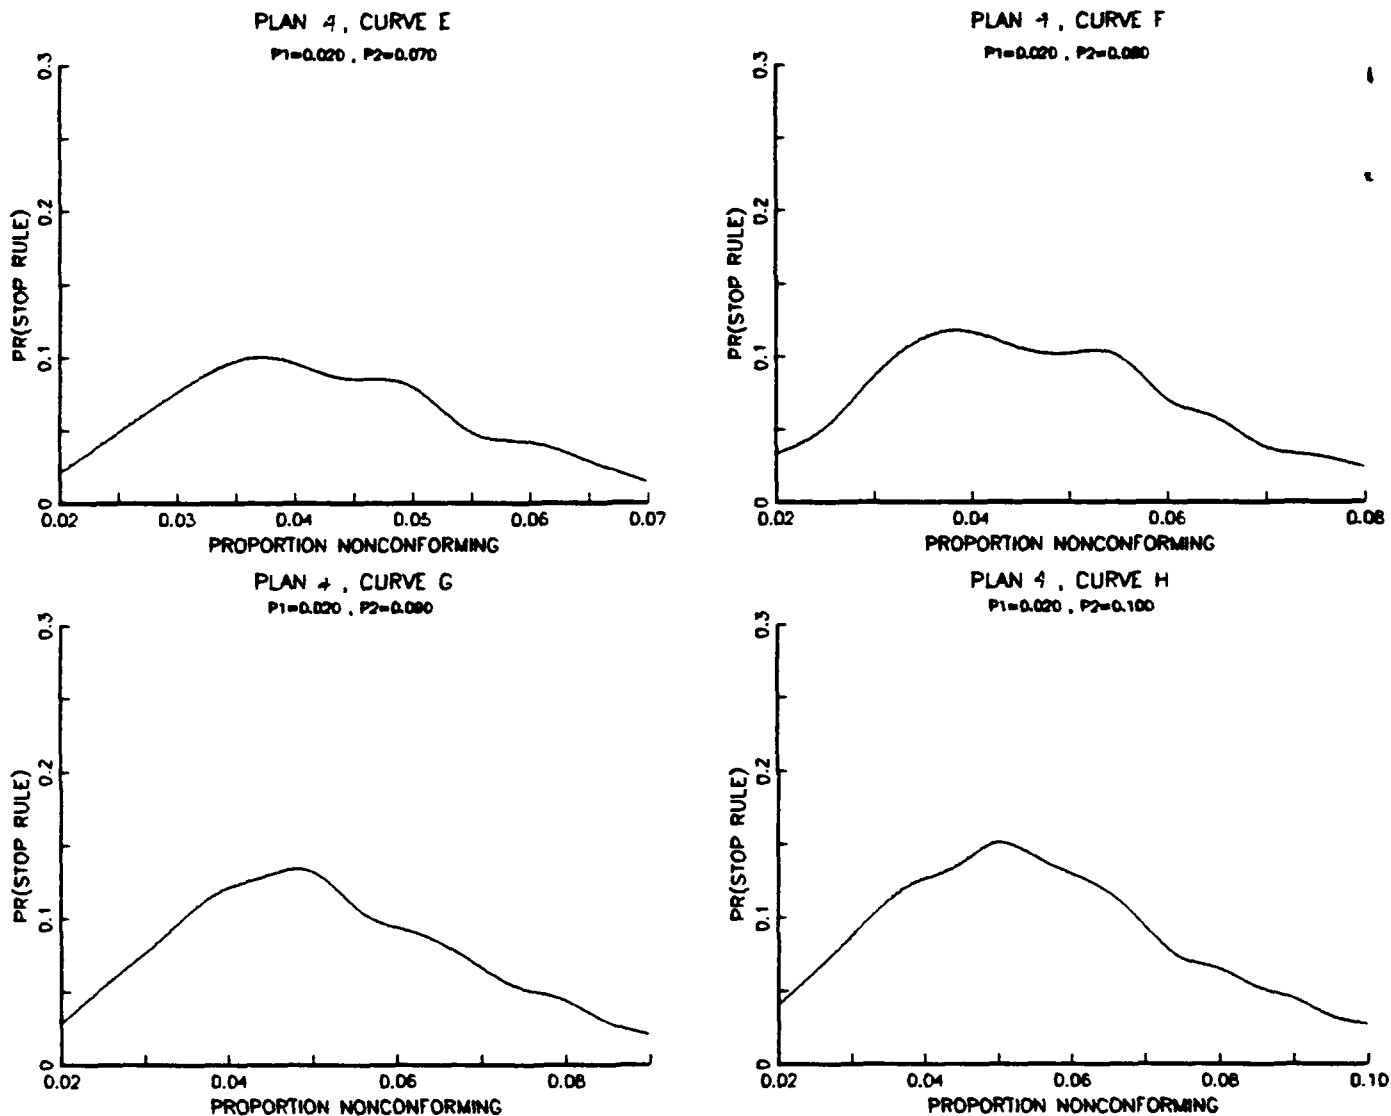 PLAN 4, CURVE E
P1=0.020, P2=0.070
0.3
0.2
0.1
0
PR(STOP RULE)
0.02 0.03 0.04 0.05 0.06 0.07
PROPORTION NONCONFORMING
PLAN 4, CURVE F
P1=0.020, P2=0.080
0.3
0.2
0.1
0
PR(STOP RULE)
0.02 0.04 0.06 0.08
PROPORTION NONCONFORMING
PLAN 4, CURVE G
P1=0.020, P2=0.090
0.3
0.2
0.1
0
PR(STOP RULE)
0.02 0.04 0.06 0.08
PROPORTION NONCONFORMING
PLAN 4, CURVE H
P1=0.020, P2=0.100
0.3
0.2
0.1
0
PR(STOP RULE)
0.02 0.04 0.06 0.08 0.10
PROPORTION NONCONFORMING